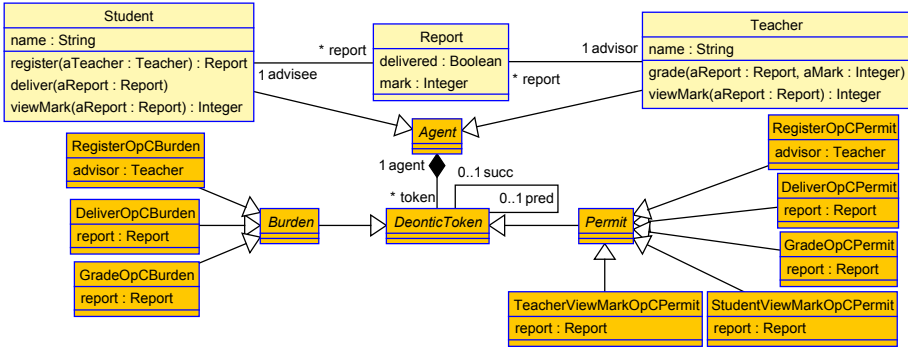 Student
name : String
register(aTeacher : Teacher) : Report
deliver(aReport : Report)
viewMark(aReport : Report) : Integer
* report
1 advisee
Report
delivered : Boolean
mark : Integer
1 advisor
* report
Teacher
name : String
grade(aReport : Report, aMark : Integer)
viewMark(aReport : Report) : Integer
Agent
1 agent
* token
0..1 succ
0..1 pred
RegisterOpCBurden
advisor : Teacher
DeliverOpCBurden
report : Report
GradeOpCBurden
report : Report
Burden
DeonticToken
Permit
RegisterOpCPermit
advisor : Teacher
DeliverOpCPermit
report : Report
GradeOpCPermit
report : Report
TeacherViewMarkOpCPermit
report : Report
StudentViewMarkOpCPermit
report : Report